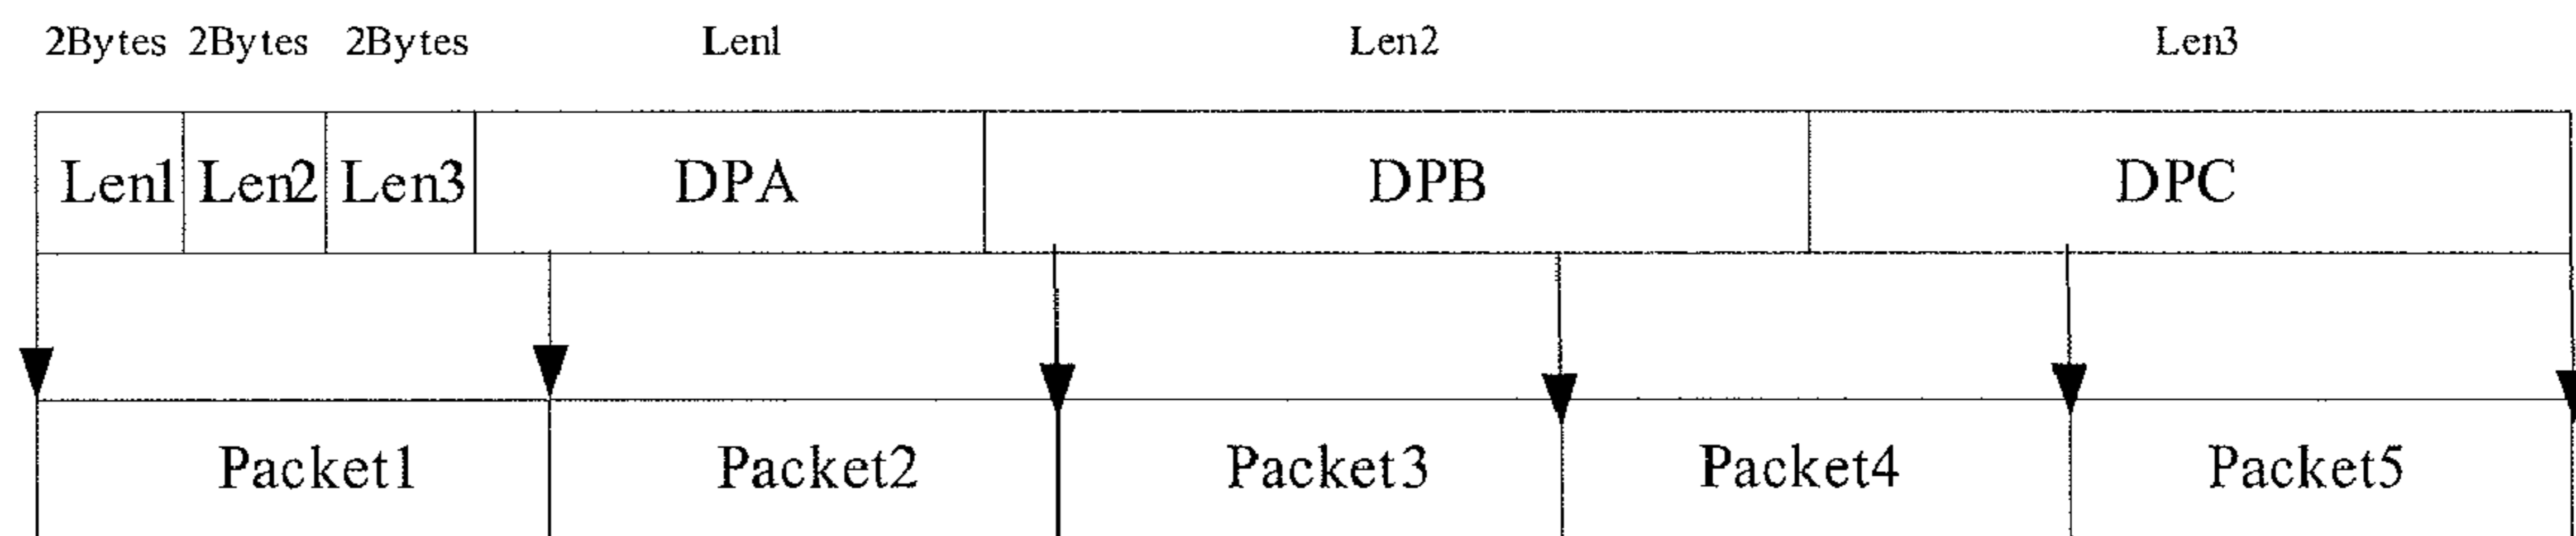 2Bytes 2Bytes 2Bytes Len1 Len2 Len3
Len1 Len2 Len3 DPA DPB DPC
Packet1 Packet2 Packet3 Packet4 Packet5